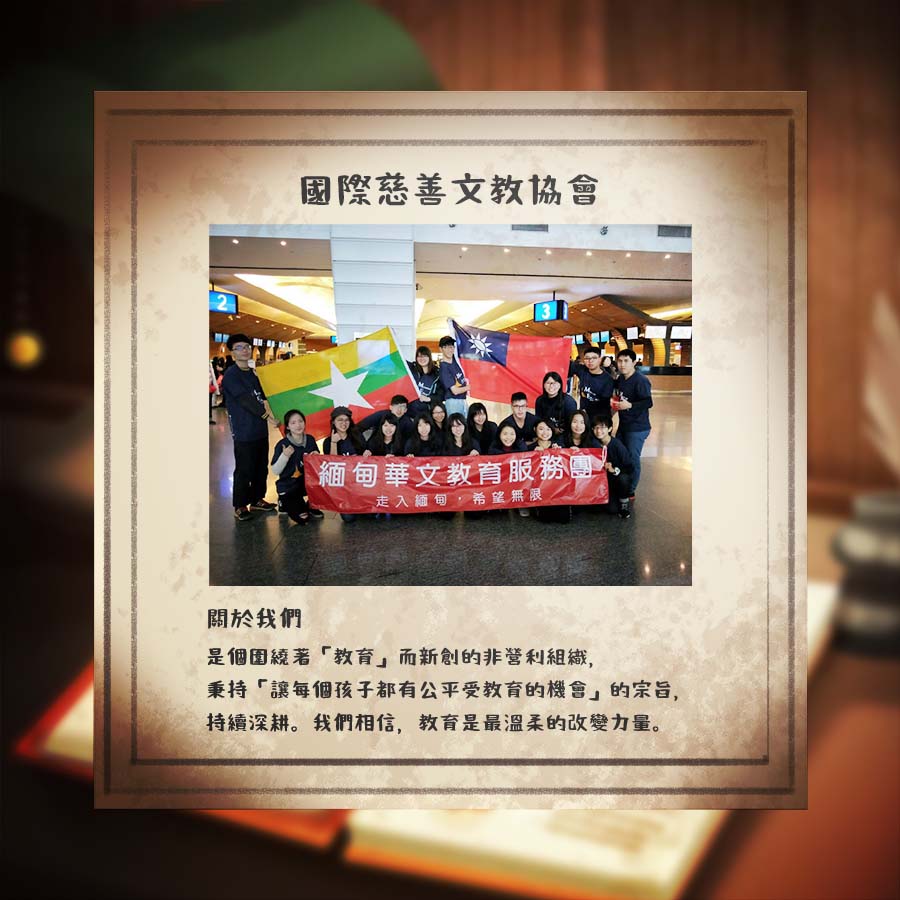 國際慈善文教協會
2
3
緬甸華文教育服務團
走入緬甸·希望無限
關於我們
是個圍繞著「教育」而新創的非營利組織,
秉持「讓每個孩子都有公平受教育的機會」的宗旨,
持續深耕。我們相信, 教育是最溫柔的改變力量。